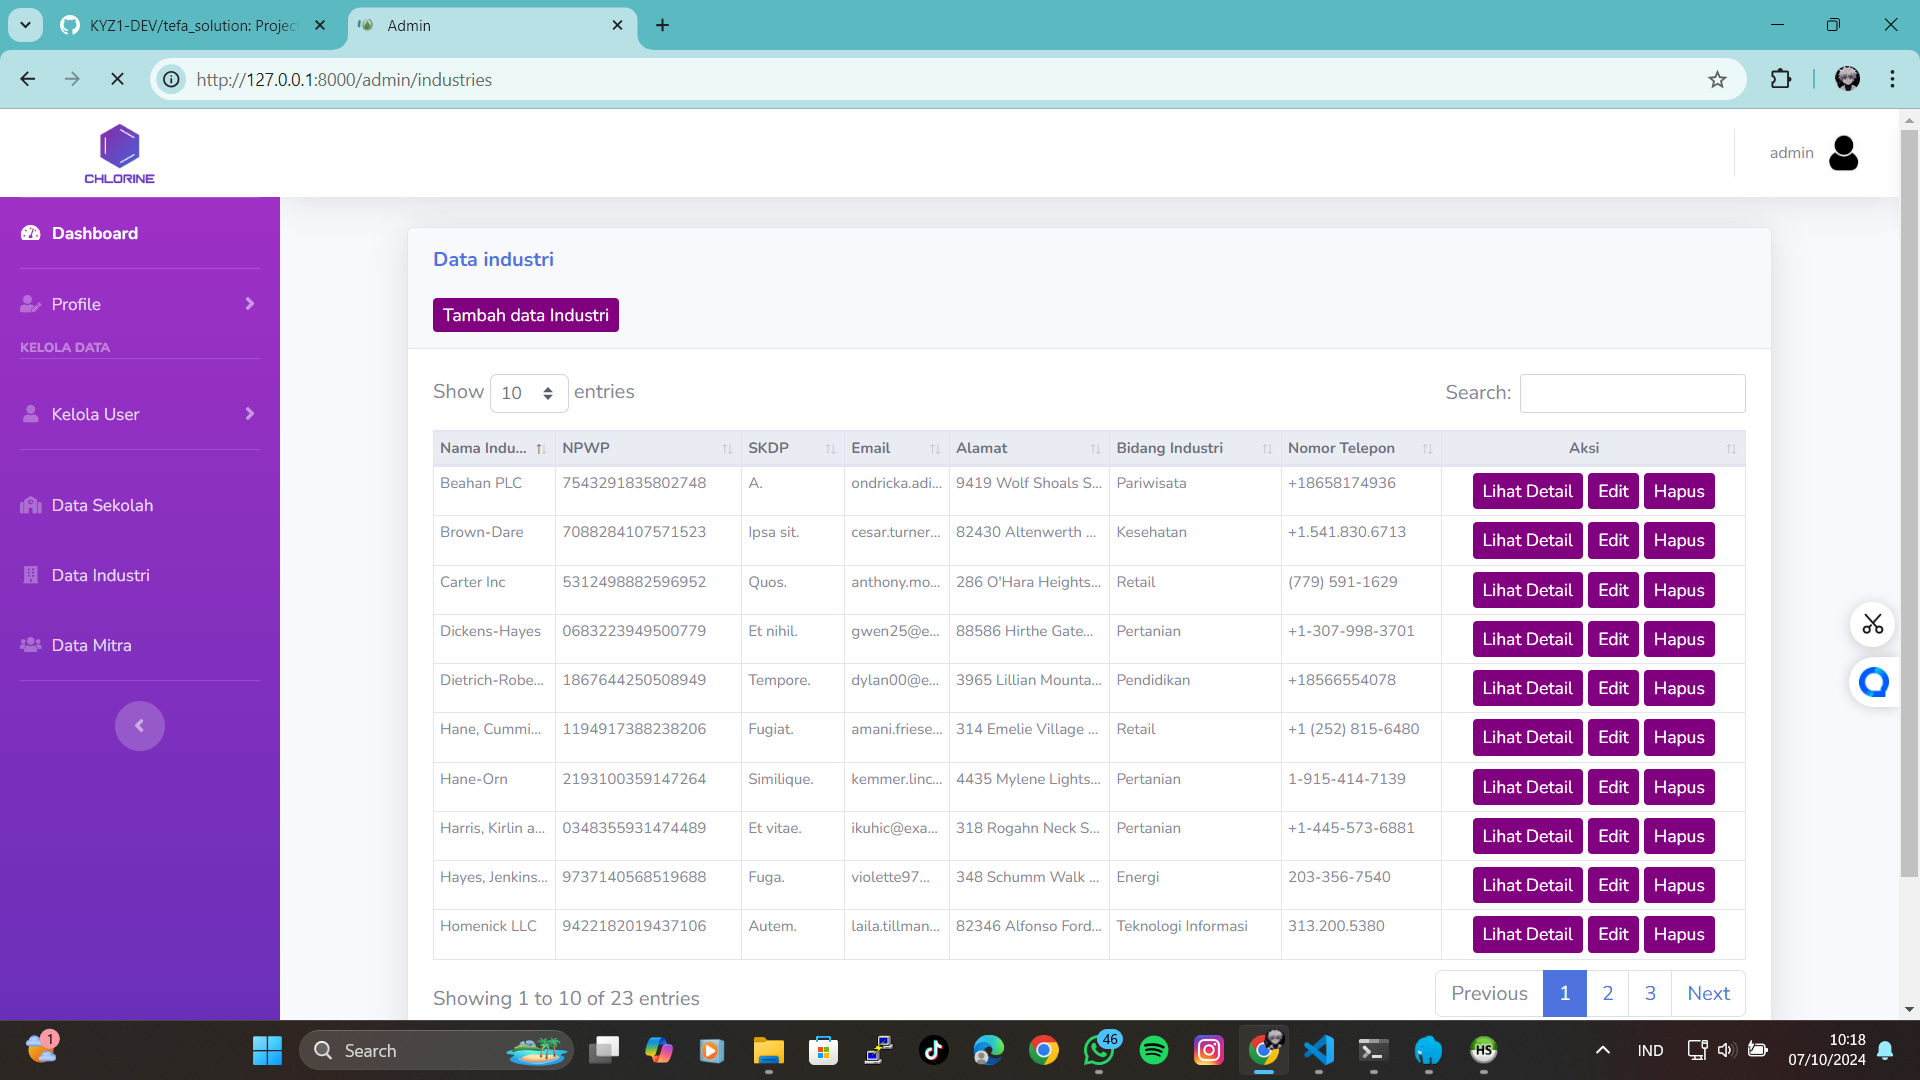 KYZ1-DEV/tefa_solution: Projec
Admin
http://127.0.0.1:8000/admin/industries
CHLORINE
admin
Dashboard
Profile
KELOLA DATA
Kelola User
Data Sekolah
Data Industri
Data Mitra
Data industri
Tambah data Industri
Show 10 entries
Search:
Nama Indu... NPWP SKDP Email Alamat Bidang Industri Nomor Telepon Aksi
Beahan PLC 7543291835802748 A. ondricka.adi... 9419 Wolf Shoals S... Pariwisata +18658174936 Lihat Detail Edit Hapus
Brown-Dare 7088284107571523 Ipsa sit. cesar.turner... 82430 Altenwerth ... Kesehatan +1.541.830.6713 Lihat Detail Edit Hapus
Carter Inc 5312498882596952 Quos. anthony.mo... 286 O'Hara Heights... Retail (779) 591-1629 Lihat Detail Edit Hapus
Dickens-Hayes 0683223949500779 Et nihil. gwen25@e... 88586 Hirthe Gate... Pertanian +1-307-998-3701 Lihat Detail Edit Hapus
Dietrich-Robe... 1867644250508949 Tempore. dylan00@e... 3965 Lillian Mounta... Pendidikan +18566554078 Lihat Detail Edit Hapus
Hane, Cummi... 1194917388238206 Fugiat. amani.friese... 314 Emelie Village ... Retail +1 (252) 815-6480 Lihat Detail Edit Hapus
Hane-Orn 2193100359147264 Similique. kemmer.linc... 4435 Mylene Lights... Pertanian 1-915-414-7139 Lihat Detail Edit Hapus
Harris, Kirlin a... 0348355931474489 Et vitae. ikuhic@exa... 318 Rogahn Neck S... Pertanian +1-445-573-6881 Lihat Detail Edit Hapus
Hayes, Jenkins... 9737140568519688 Fuga. violette97... 348 Schumm Walk ... Energi 203-356-7540 Lihat Detail Edit Hapus
Homenick LLC 9422182019437106 Autem. laila.tillman... 82346 Alfonso Ford... Teknologi Informasi 313.200.5380 Lihat Detail Edit Hapus
Showing 1 to 10 of 23 entries
Previous 1 2 3 Next
1
Search
46
HS
IND
10:18
07/10/2024